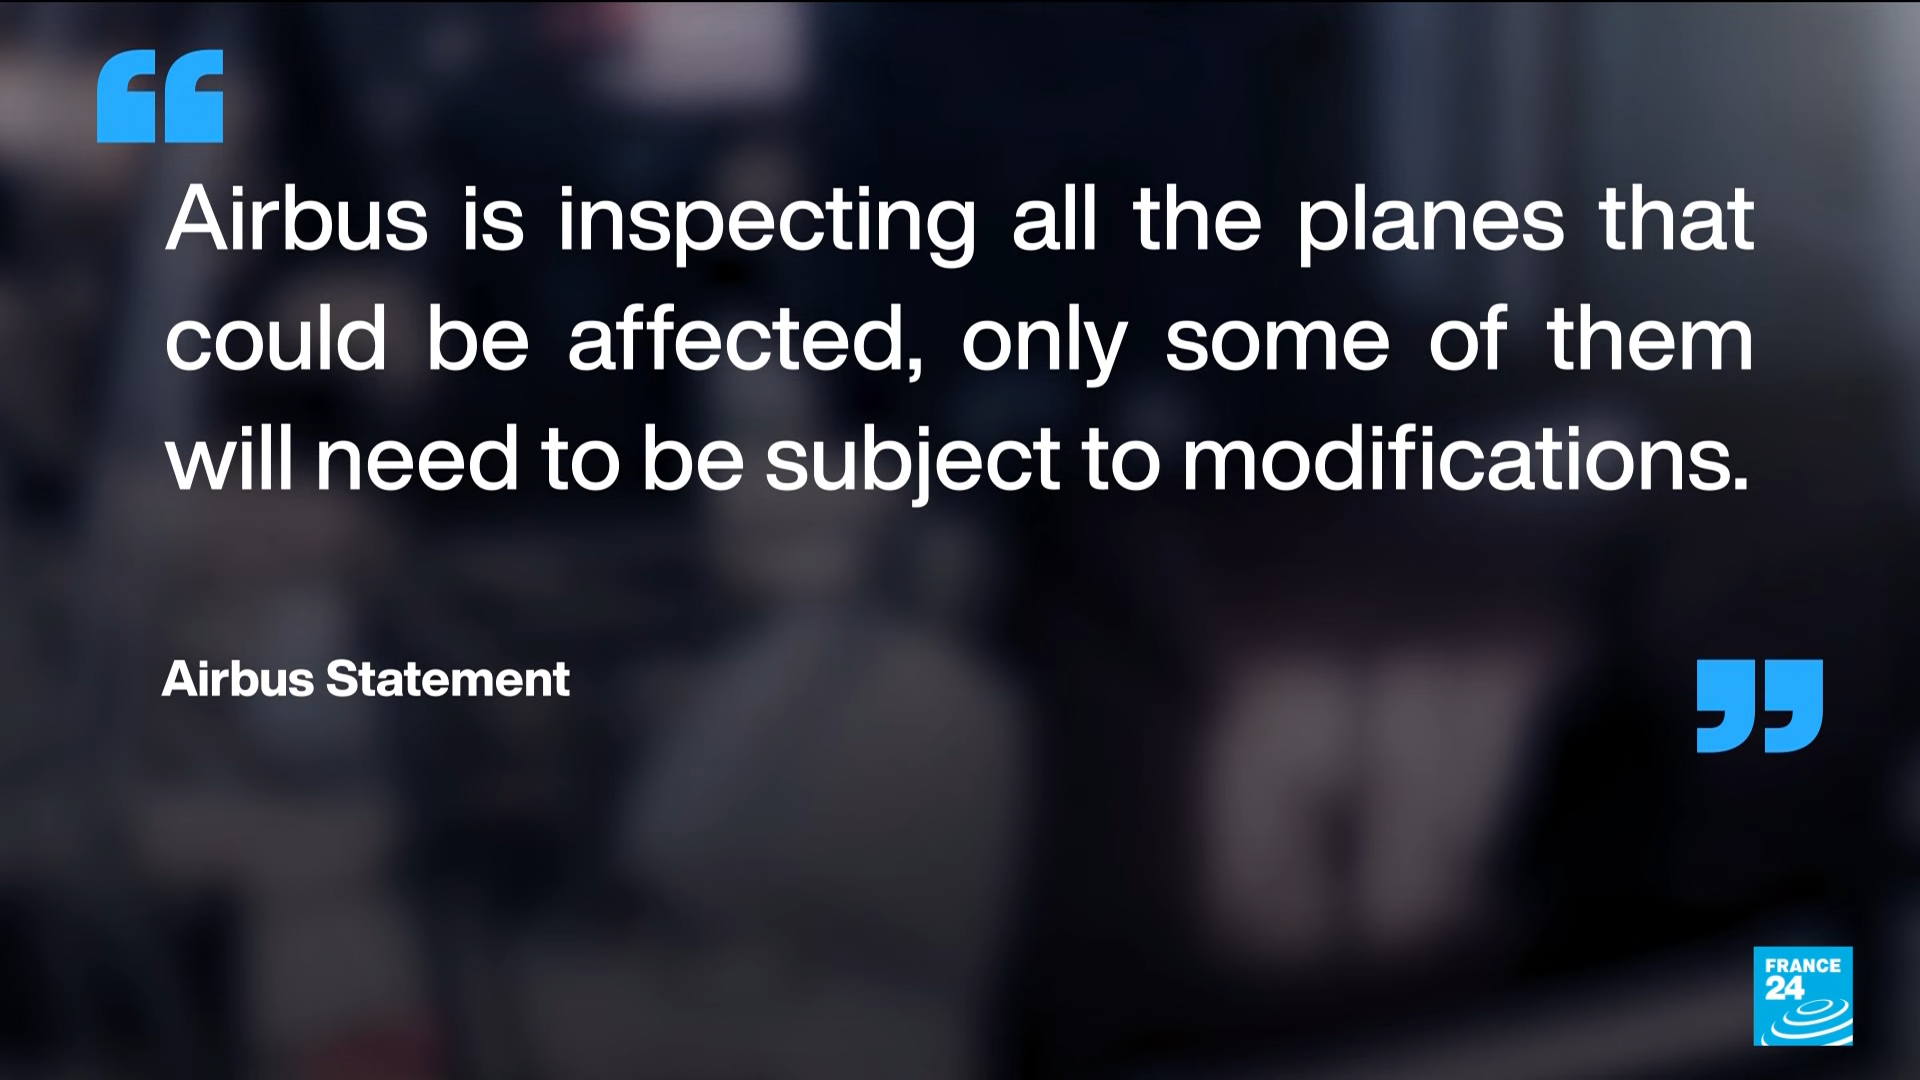 Airbus is inspecting all the planes that
could be affected, only some of them
will need to be subject to modifications.
Airbus Statement
FRANCE
24